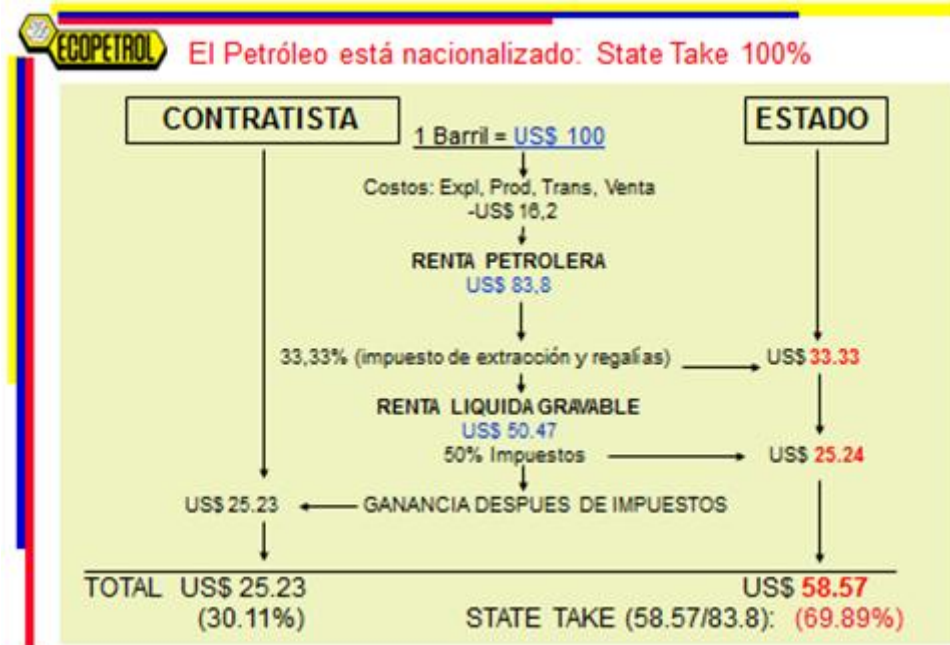 ECOPETROL
El Petróleo está nacionalizado: State Take 100%
CONTRATISTA
ESTADO
1 Barril = US$ 100
Costos: Expl, Prod, Trans, Venta
-US$ 16,2
RENTA PETROLERA
US$ 83,8
33,33% (impuesto de extracción y regalías)
US$ 33.33
RENTA LIQUIDA GRAVABLE
US$ 50.47
50% Impuestos
US$ 25.24
US$ 25.23
GANANCIA DESPUES DE IMPUESTOS
TOTAL US$ 25.23
US$ 58.57
(30.11%)
STATE TAKE (58.57/83.8): (69.89%)